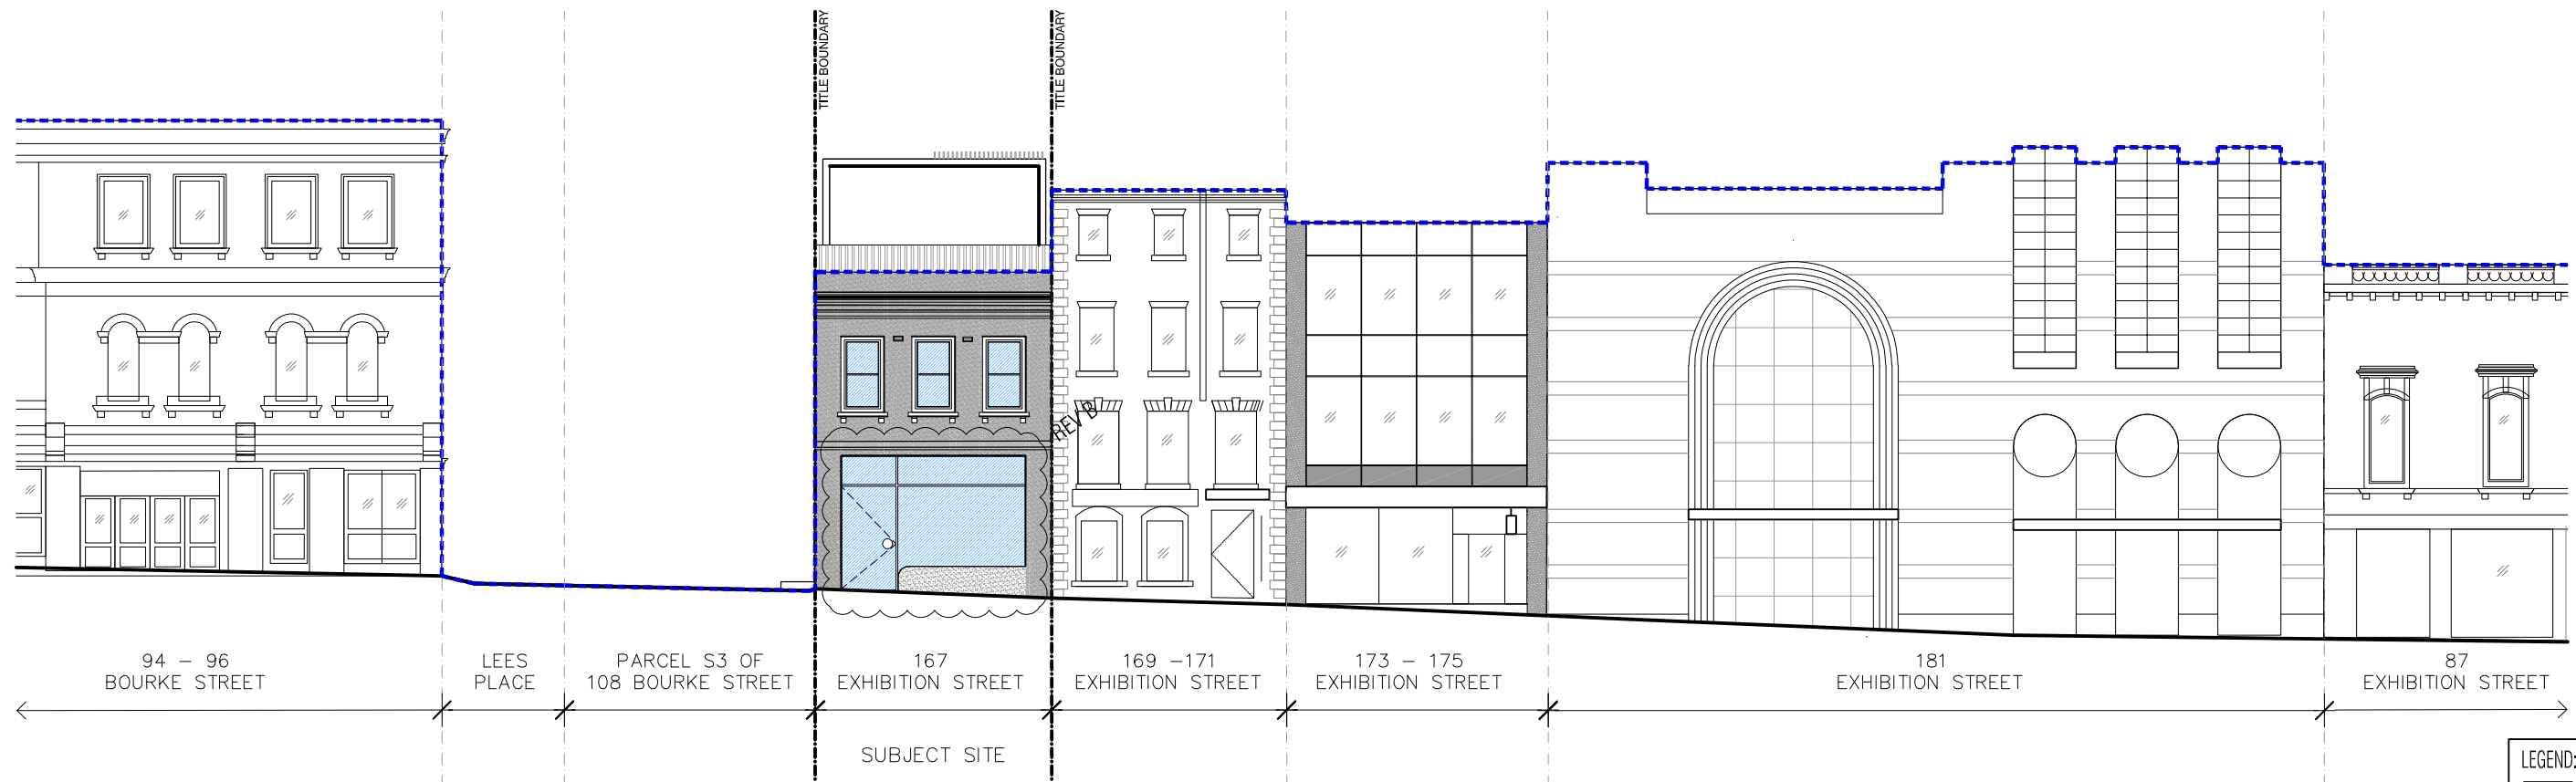 TITLE BOUNDARY
TITLE BOUNDARY
REV B
94 – 96
BOURKE STREET
LEES
PLACE
PARCEL S3 OF
108 BOURKE STREET
167
EXHIBITION STREET
169 –171
EXHIBITION STREET
173 – 175
EXHIBITION STREET
181
EXHIBITION STREET
87
EXHIBITION STREET
SUBJECT SITE
LEGEND: